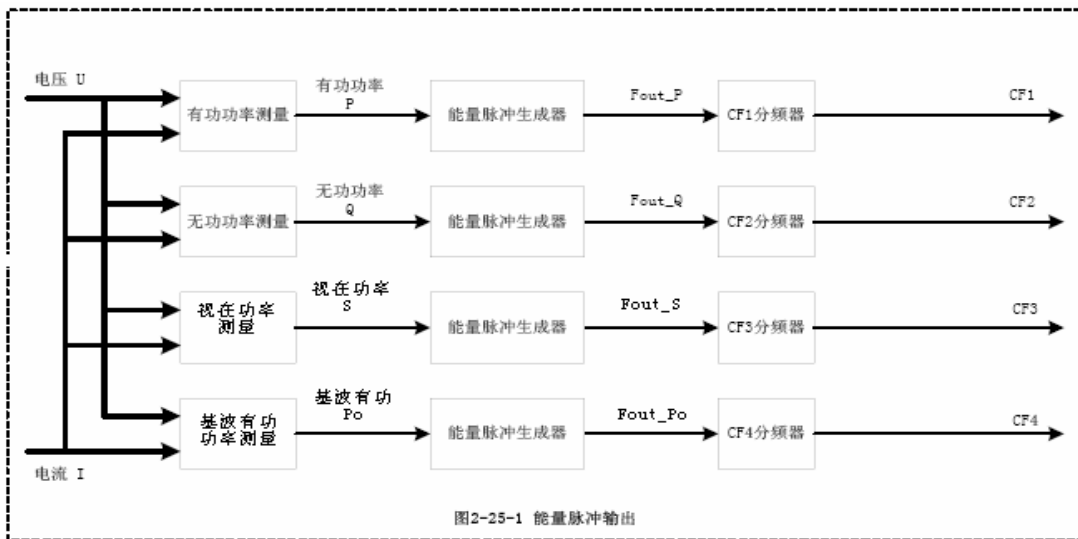 电压 U
有功功率测量
有功功率
P
能量脉冲生成器
Fout_P
CF1分频器
CF1
无功功率测量
无功功率
Q
能量脉冲生成器
Fout_Q
CF2分频器
CF2
视在功率
测量
视在功率
S
能量脉冲生成器
Fout_S
CF3分频器
CF3
基波有功
功率测量
基波有功
Po
能量脉冲生成器
Fout_Po
CF4分频器
CF4
电流 I
图2-25-1 能量脉冲输出